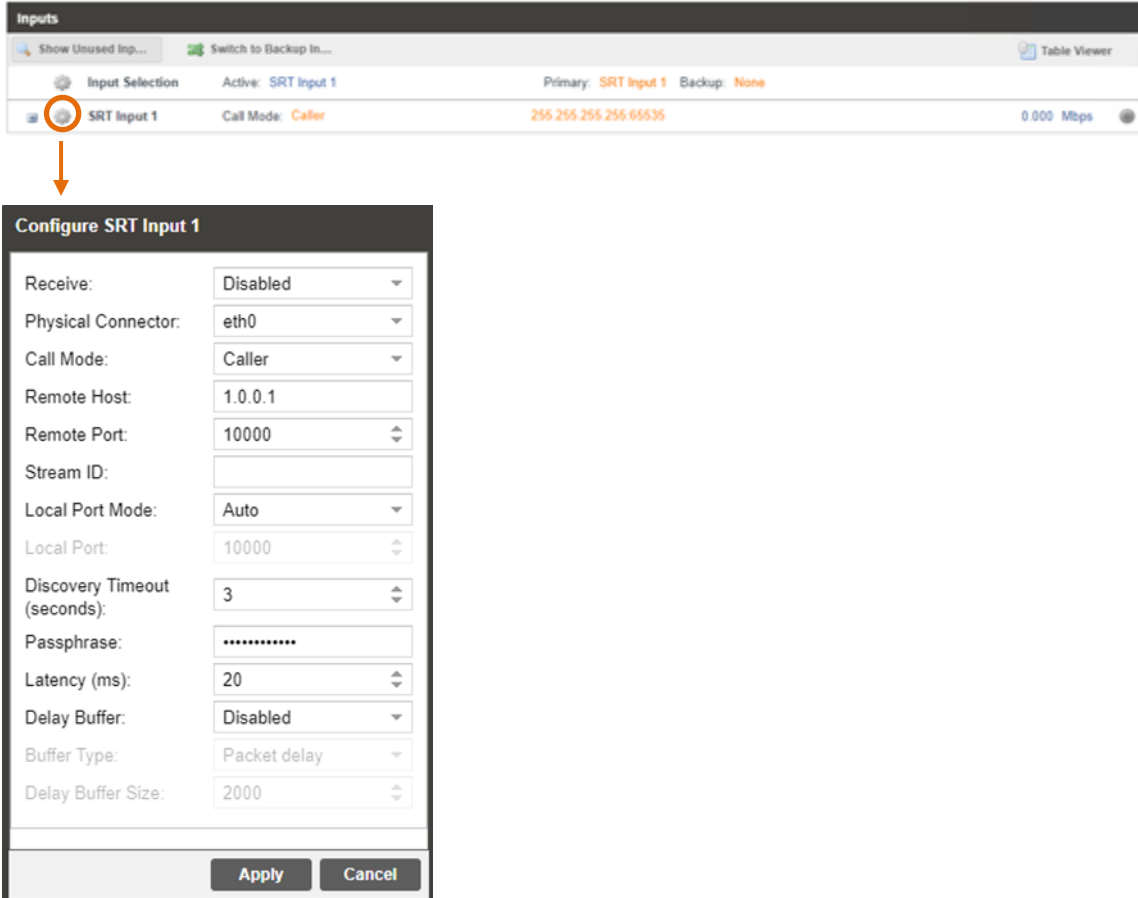 Inputs
Show Unused Inp... Switch to Backup In... Table Viewer
Input Selection Active: SRT Input 1 Primary: SRT Input 1 Backup: None
SRT Input 1 Call Mode: Caller 255.255.255.255:65535 0.000 Mbps
Configure SRT Input 1
Receive: Disabled
Physical Connector: eth0
Call Mode: Caller
Remote Host: 1.0.0.1
Remote Port: 10000
Stream ID:
Local Port Mode: Auto
Local Port: 10000
Discovery Timeout
(seconds): 3
Passphrase: ••••••••••••
Latency (ms): 20
Delay Buffer: Disabled
Buffer Type: Packet delay
Delay Buffer Size: 2000
Apply Cancel